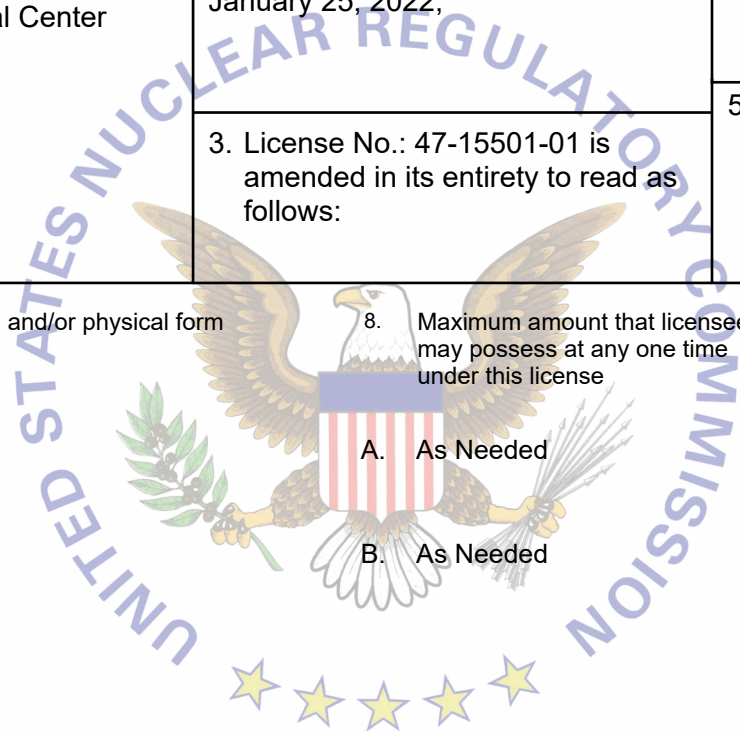 al Center
January 25, 2022,
5
3. License No.: 47-15501-01 is
amended in its entirety to read as
follows:
and/or physical form
8. Maximum amount that licensee
may possess at any one time
under this license
A. As Needed
B. As Needed
UNITED STATES NUCLEAR REGULATORY COMMISSION